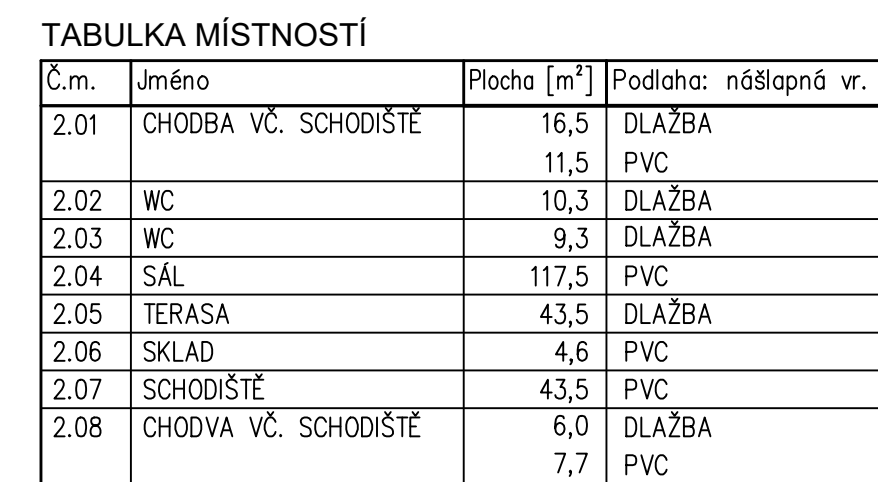 TABULKA MÍSTNOSTÍ
Č.m. Jméno Plocha [m²] Podlaha: nášlapná vr.
2.01 CHODBA VČ. SCHODIŠTĚ 16,5 DLAŽBA
11,5 PVC
2.02 WC 10,3 DLAŽBA
2.03 WC 9,3 DLAŽBA
2.04 SÁL 117,5 PVC
2.05 TERASA 43,5 DLAŽBA
2.06 SKLAD 4,6 PVC
2.07 SCHODIŠTĚ 43,5 PVC
2.08 CHODVA VČ. SCHODIŠTĚ 6,0 DLAŽBA
7,7 PVC